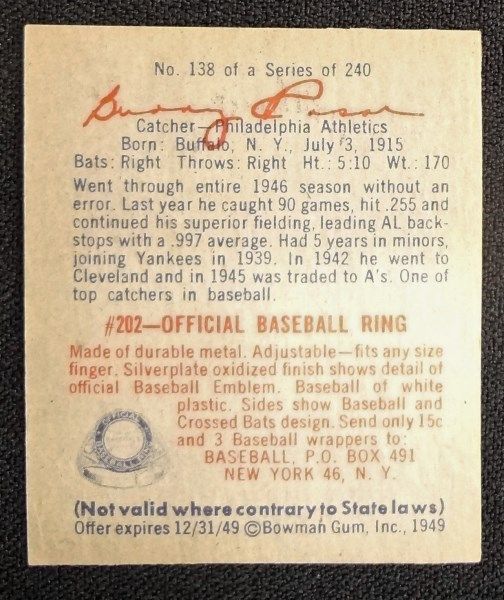 No. 138 of a Series of 240
Buddy Rosar
Catcher—Philadelphia Athletics
Born: Buffalo, N. Y., July 3, 1915
Bats: Right Throws: Right Ht.: 5:10 Wt.: 170
Went through entire 1946 season without an
error. Last year he caught 90 games, hit .255 and
continued his superior fielding, leading AL back-
stops with a .997 average. Had 5 years in minors,
joining Yankees in 1939. In 1942 he went to
Cleveland and in 1945 was traded to A's. One of
top catchers in baseball.
#202—OFFICIAL BASEBALL RING
Made of durable metal. Adjustable—fits any size
finger. Silverplate oxidized finish shows detail of
official Baseball Emblem. Baseball of white
plastic. Sides show Baseball and
Crossed Bats design. Send only 15c
and 3 Baseball wrappers to:
BASEBALL, P.O. BOX 491
NEW YORK 46, N. Y.
OFFICIAL
(Not valid where contrary to State laws)
Offer expires 12/31/49 ©Bowman Gum, Inc., 1949